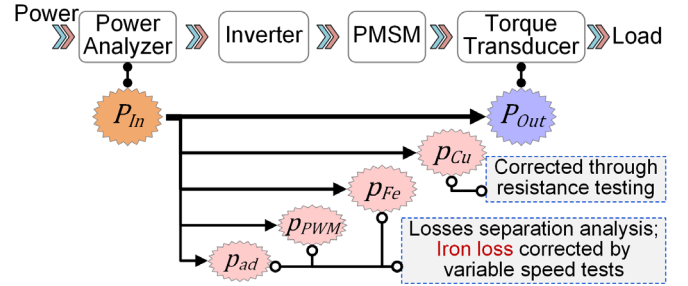 Power
Power
Analyzer
Inverter
PMSM
Torque
Transducer
Load
P_In
P_Out
p_Cu
Corrected through
resistance testing
p_Fe
p_PWM
Losses separation analysis;
Iron loss corrected by
variable speed tests
p_ad